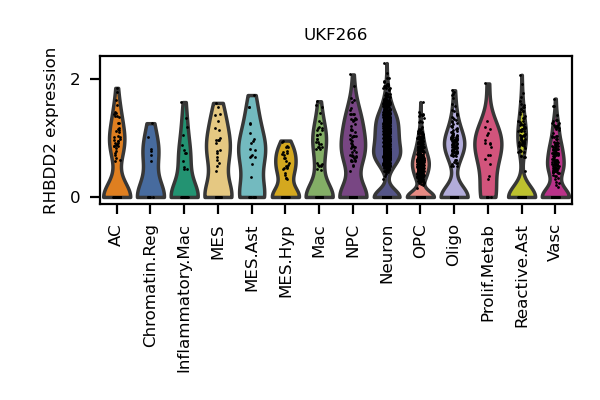 UKF266
RHBDD2 expression
2
0
AC
Chromatin.Reg
Inflammatory.Mac
MES
MES.Ast
MES.Hyp
Mac
NPC
Neuron
OPC
Oligo
Prolif.Metab
Reactive.Ast
Vasc